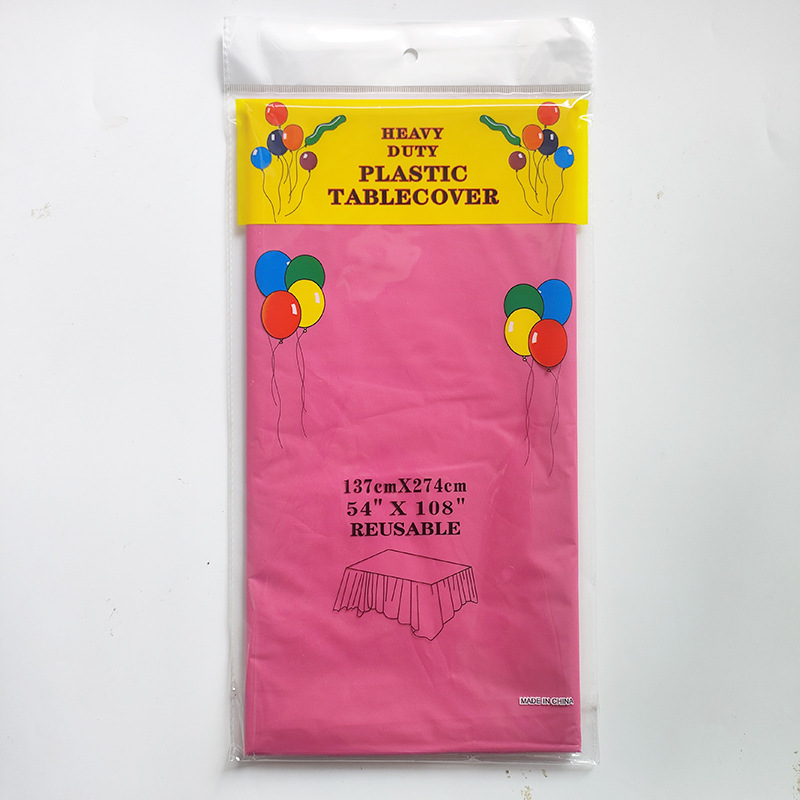 HEAVY
DUTY
PLASTIC
TABLECOVER
137cmX274cm
54" X 108"
REUSABLE
MADE IN CHINA